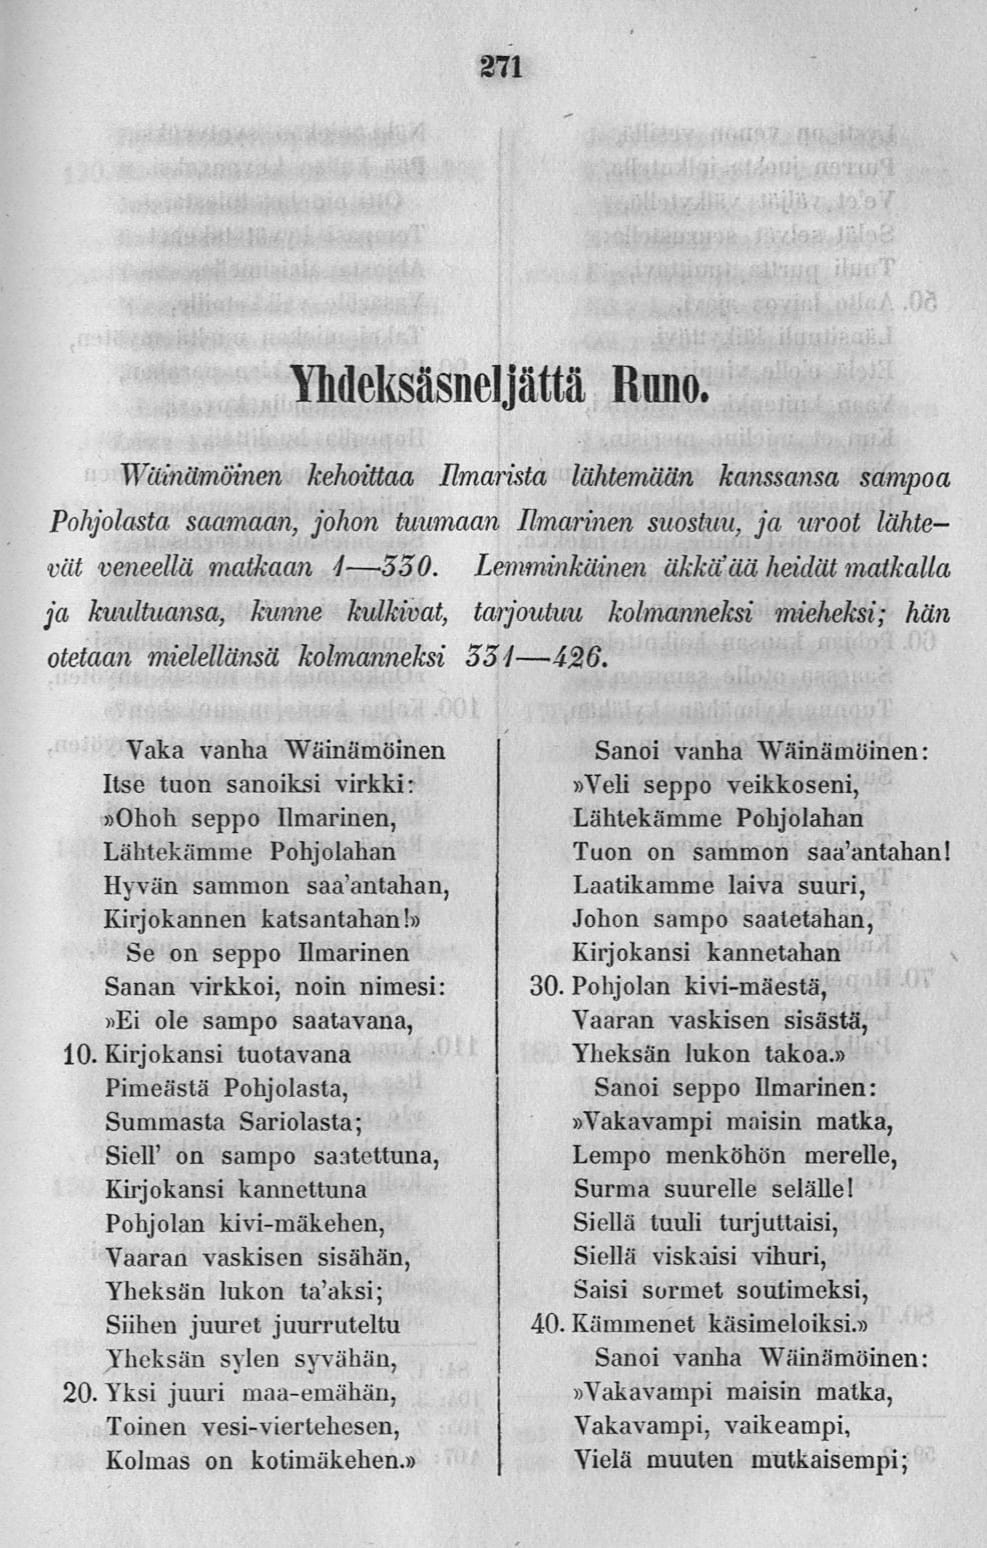 271
Yhdeksäsneljättä Runo.
Wäinämöinen kehoittaa Ilmarista lähtemään kanssansa sampoa
Pohjolasta saamaan, johon tuumaan Ilmarinen suostuu, ja uroot lähte-
vät veneellä matkaan 1—330. Lemminkäinen äkkä'ää heidät matkalla
ja kuultuansa, kunne kulkivat, tarjoutuu kolmanneksi mieheksi; hän
otetaan mielellänsä kolmanneksi 331—426.
Vaka vanha Wäinämöinen
Itse tuon sanoiksi virkki:
»Ohoh seppo Ilmarinen,
Lähtekämme Pohjolahan
Hyvän sammon saa'antahan,
Kirjokannen katsantahan!»
Se on seppo Ilmarinen
Sanan virkkoi, noin nimesi:
»Ei ole sampo saatavana,
10. Kirjokansi tuotavana
Pimeästä Pohjolasta,
Summasta Sariolasta;
Siell' on sampo saatettuna,
Kirjokansi kannettuna
Pohjolan kivi-mäkehen,
Vaaran vaskisen sisähän,
Yheksän lukon ta'aksi;
Siihen juuret juurruteltu
Yheksän sylen syvähän,
20. Yksi juuri maa-emähän,
Toinen vesi-viertehesen,
Kolmas on kotimäkehen.»
Sanoi vanha Wäinämöinen:
»Veli seppo veikkoseni,
Lähtekämme Pohjolahan
Tuon on sammon saa'antahan!
Laatikamme laiva suuri,
Johon sampo saatetahan,
Kirjokansi kannetahan
30. Pohjolan kivi-mäestä,
Vaaran vaskisen sisästä,
Yheksän lukon takoa.»
Sanoi seppo Ilmarinen:
»Vakavampi maisin matka,
Lempo menköhön merelle,
Surma suurelle selälle!
Siellä tuuli turjuttaisi,
Siellä viskaisi vihuri,
Saisi sormet soutimeksi,
40. Kämmenet käsimeloiksi.»
Sanoi vanha Wäinämöinen:
»Vakavampi maisin matka,
Vakavampi, vaikeampi,
Vielä muuten mutkaisempi;